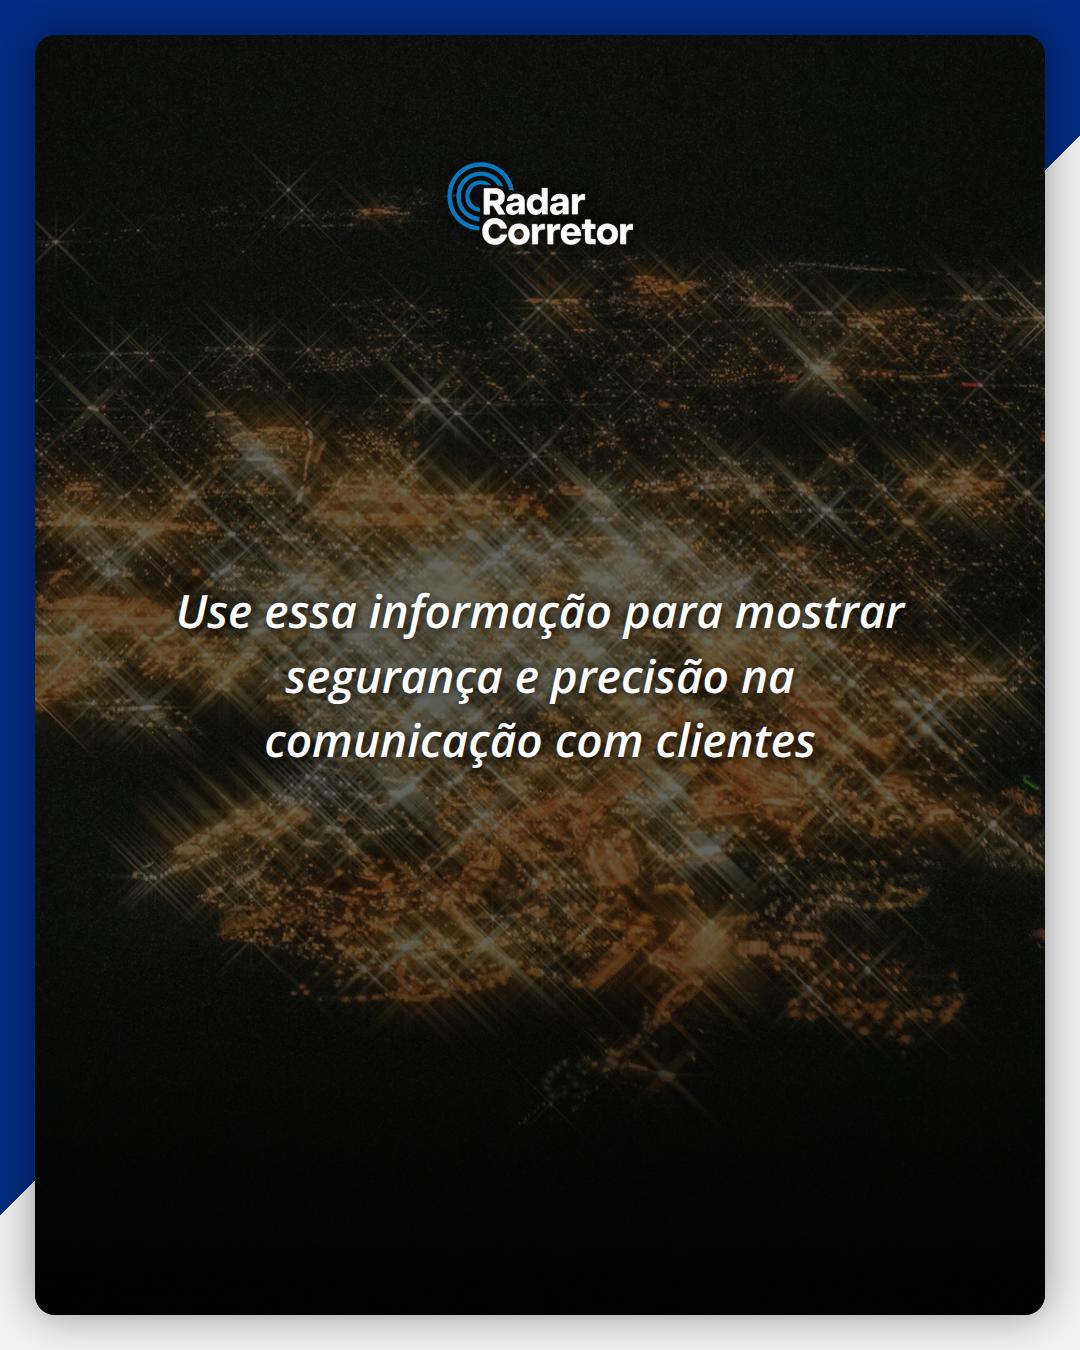 Radar
Corretor
Use essa informação para mostrar
segurança e precisão na
comunicação com clientes